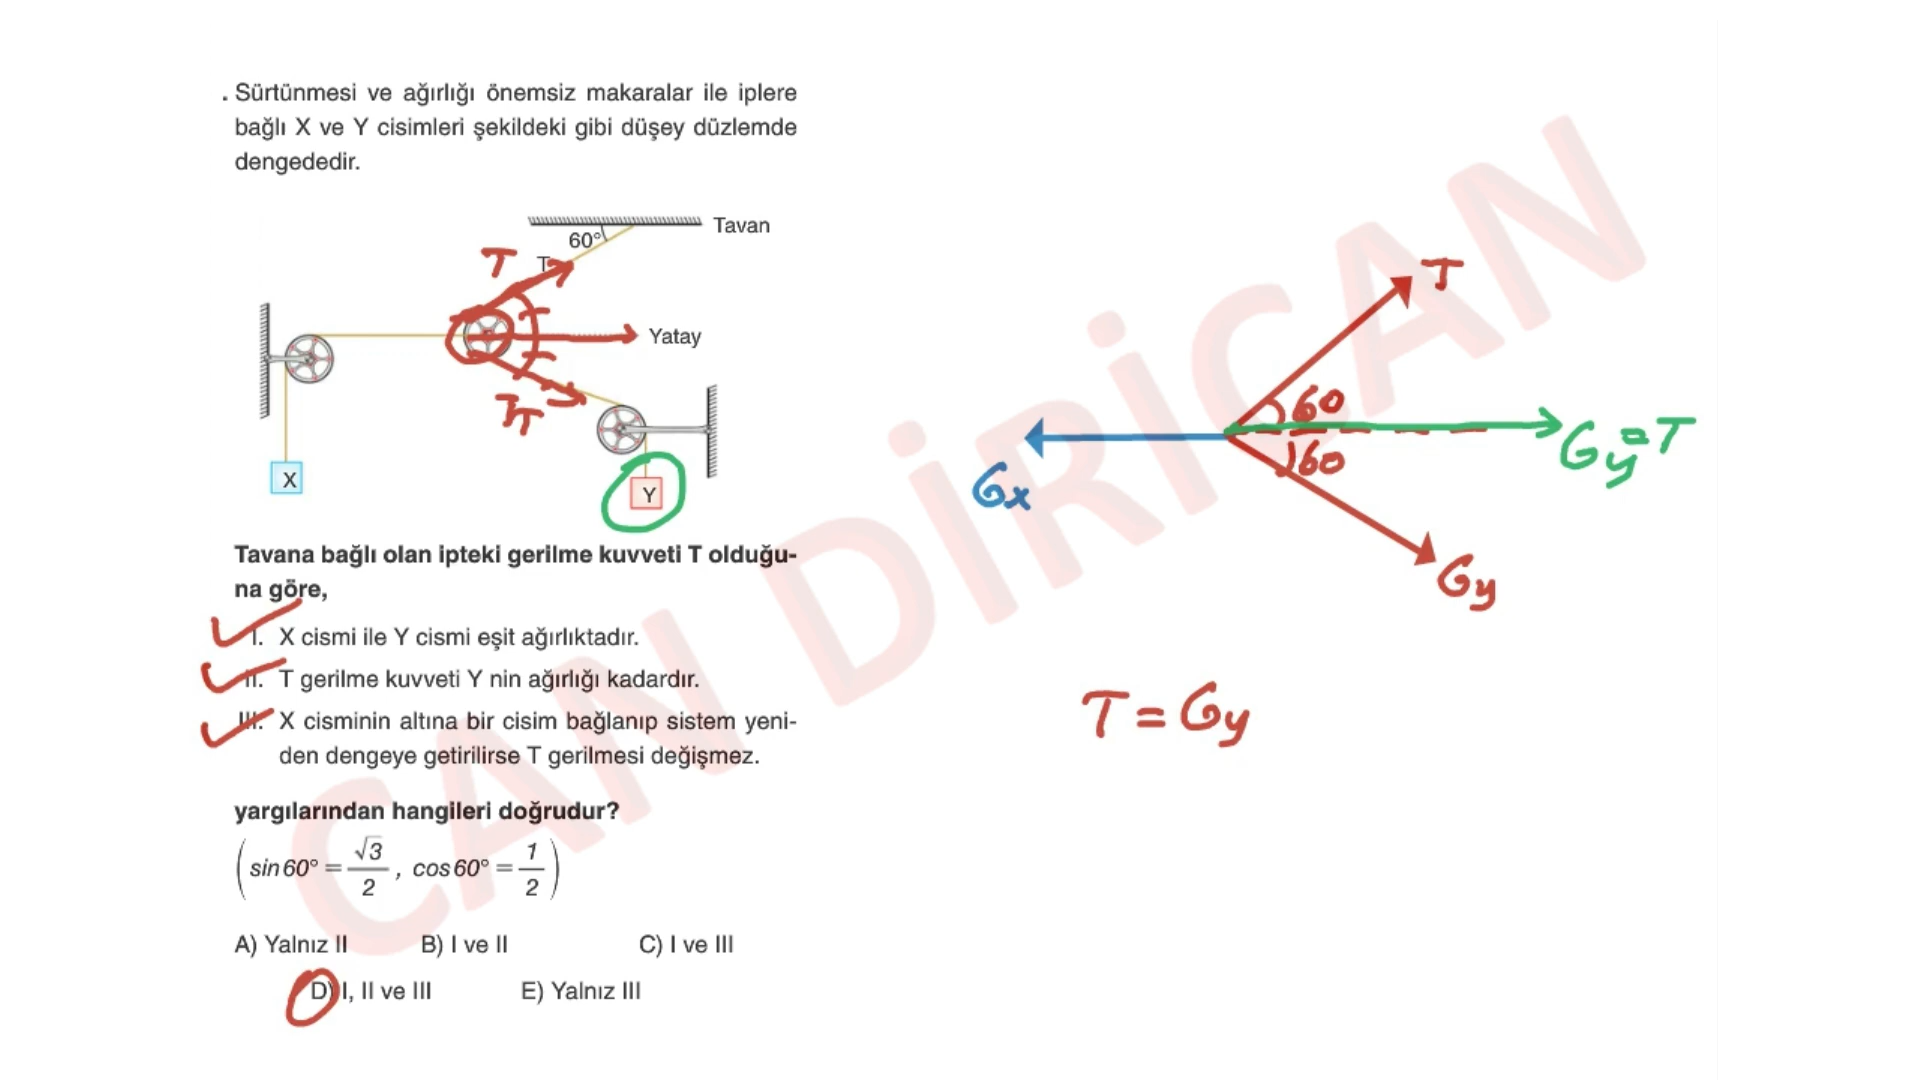 . Sürtünmesi ve ağırlığı önemsiz makaralar ile iplere
bağlı X ve Y cisimleri şekildeki gibi düşey düzlemde
dengededir.
Tavan
60°
T
T
Yatay
T
X
Y
Tavana bağlı olan ipteki gerilme kuvveti T olduğu-
na göre,
I. X cismi ile Y cismi eşit ağırlıktadır.
II. T gerilme kuvveti Y nin ağırlığı kadardır.
III. X cisminin altına bir cisim bağlanıp sistem yeni-
den dengeye getirilirse T gerilmesi değişmez.
yargılarından hangileri doğrudur?
(sin60° = √3/2 , cos60° = 1/2)
A) Yalnız II B) I ve II C) I ve III
D) I, II ve III E) Yalnız III
T
60
60
Gy=T
Gx
Gy
T=Gy
CAN DİRİCAN